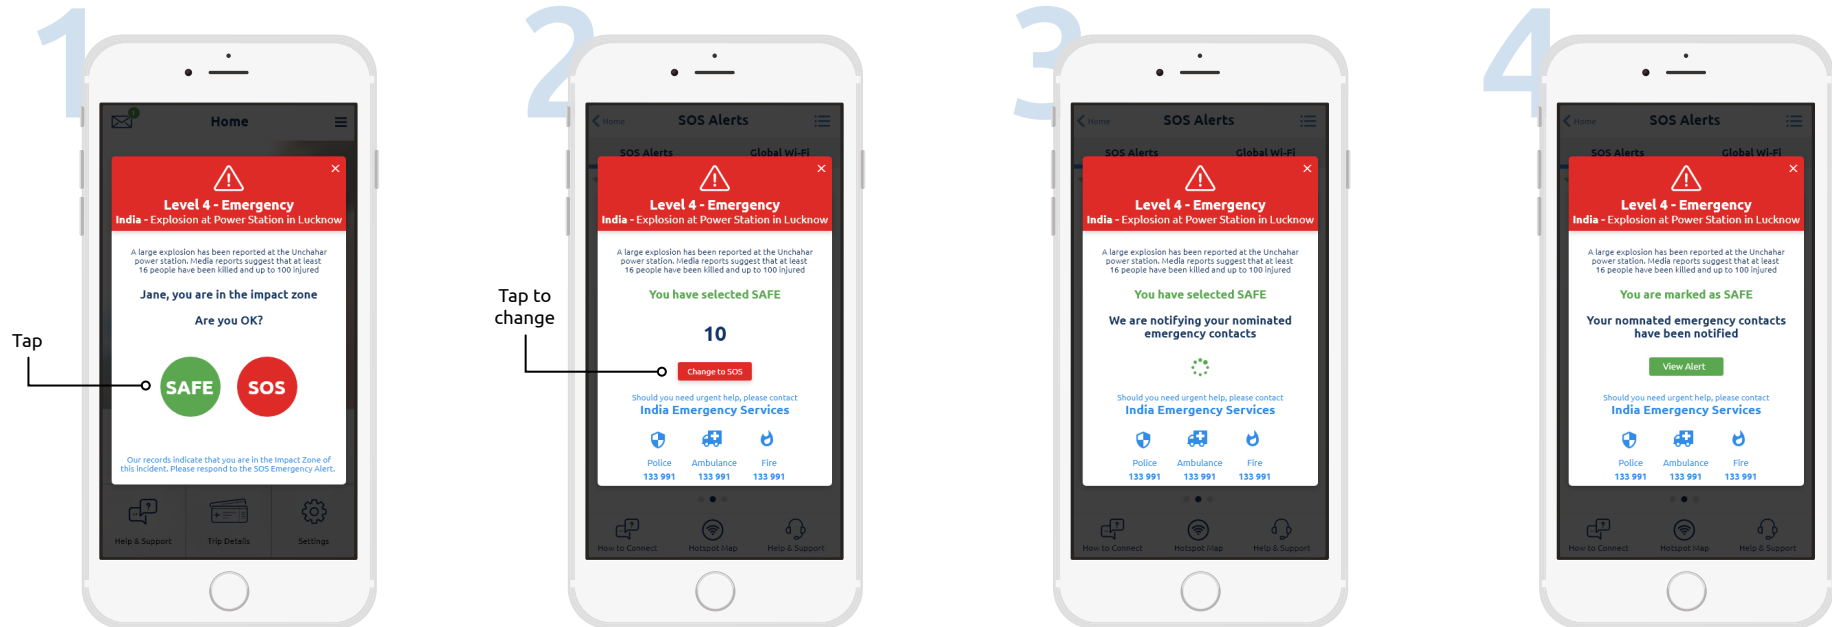 1
1
Home
Level 4 - Emergency
India - Explosion at Power Station in Lucknow
A large explosion has been reported at the Unchahar
power station. Media reports suggest that at least
16 people have been killed and up to 100 injured
Jane, you are in the impact zone
Are you OK?
Tap
SAFE
SOS
Our records indicate that you are in the Impact Zone of
this incident. Please respond to the SOS Emergency Alert.
Help & Support
Trip Details
Settings
2
Home
SOS Alerts
SOS Alerts
Global Wi-Fi
Level 4 - Emergency
India - Explosion at Power Station in Lucknow
A large explosion has been reported at the Unchahar
power station. Media reports suggest that at least
16 people have been killed and up to 100 injured
You have selected SAFE
Tap to
change
10
Change to SOS
Should you need urgent help, please contact
India Emergency Services
Police
Ambulance
Fire
133 991
133 991
133 991
How to Connect
Hotspot Map
Help & Support
3
Home
SOS Alerts
SOS Alerts
Global Wi-Fi
Level 4 - Emergency
India - Explosion at Power Station in Lucknow
A large explosion has been reported at the Unchahar
power station. Media reports suggest that at least
16 people have been killed and up to 100 injured
You have selected SAFE
We are notifying your nominated
emergency contacts
Should you need urgent help, please contact
India Emergency Services
Police
Ambulance
Fire
133 991
133 991
133 991
How to Connect
Hotspot Map
Help & Support
4
Home
SOS Alerts
SOS Alerts
Global Wi-Fi
Level 4 - Emergency
India - Explosion at Power Station in Lucknow
A large explosion has been reported at the Unchahar
power station. Media reports suggest that at least
16 people have been killed and up to 100 injured
You are marked as SAFE
Your nomnated emergency contacts
have been notified
View Alert
Should you need urgent help, please contact
India Emergency Services
Police
Ambulance
Fire
133 991
133 991
133 991
How to Connect
Hotspot Map
Help & Support